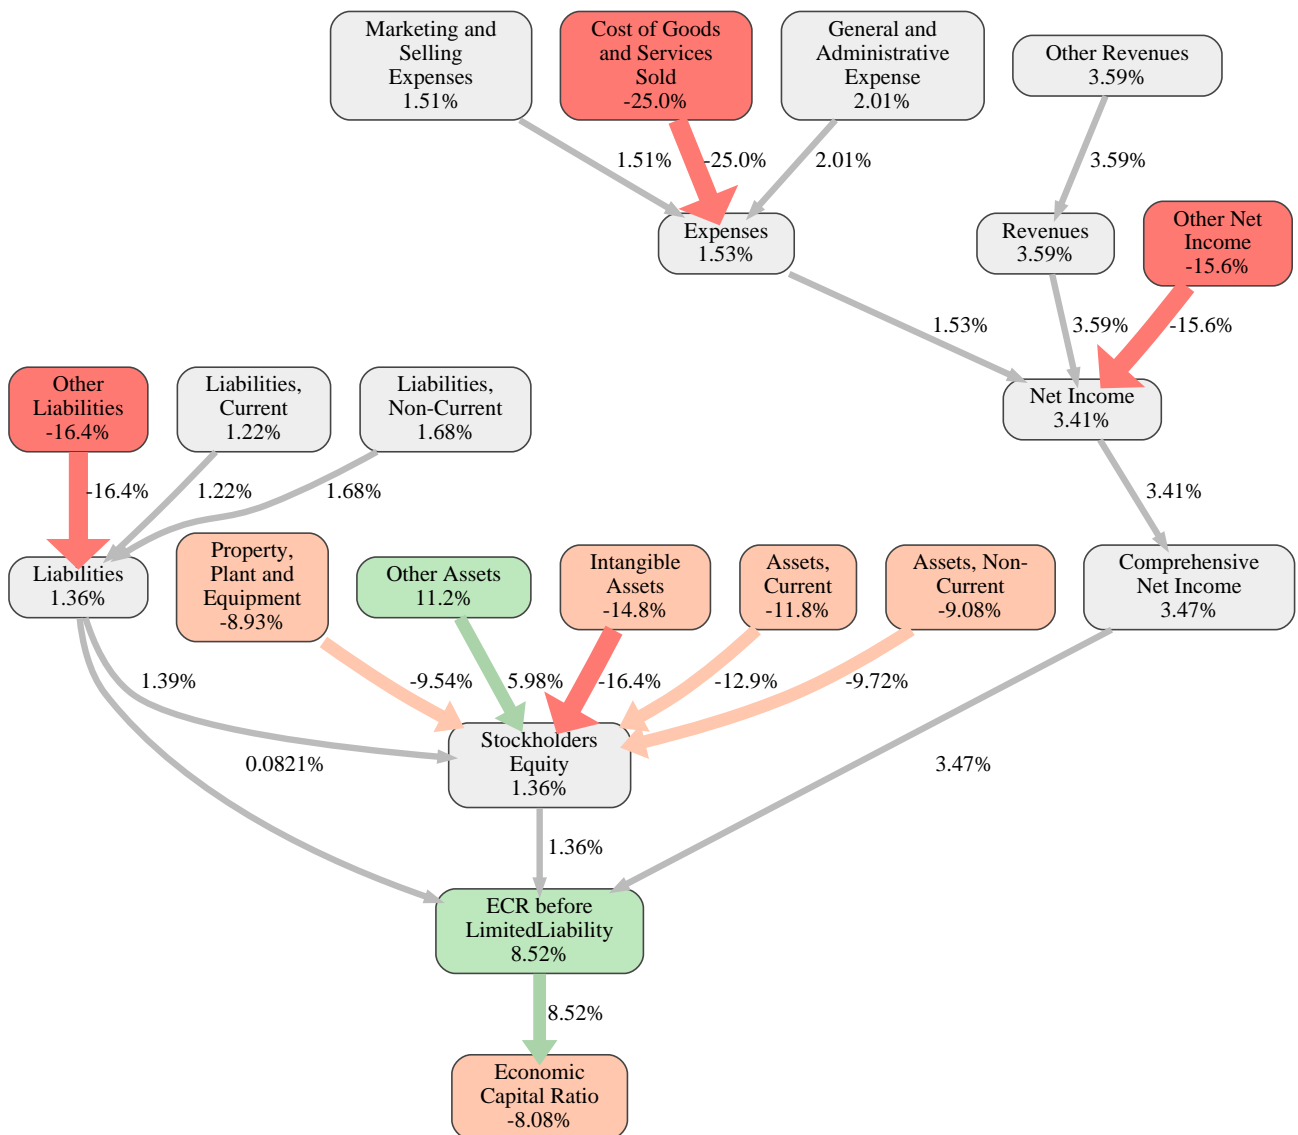 Marketing and
Selling
Expenses
1.51%
Cost of Goods
and Services
Sold
-25.0%
General and
Administrative
Expense
2.01%
Other Revenues
3.59%
1.51%
-25.0%
2.01%
3.59%
Expenses
1.53%
Revenues
3.59%
Other Net
Income
-15.6%
1.53%
3.59%
-15.6%
Other
Liabilities
-16.4%
Liabilities,
Current
1.22%
Liabilities,
Non-Current
1.68%
Net Income
3.41%
-16.4%
1.22%
1.68%
3.41%
Liabilities
1.36%
Property,
Plant and
Equipment
-8.93%
Other Assets
11.2%
Intangible
Assets
-14.8%
Assets,
Current
-11.8%
Assets, Non-
Current
-9.08%
Comprehensive
Net Income
3.47%
1.39%
-9.54%
5.98%
-16.4%
-12.9%
-9.72%
0.0821%
Stockholders
Equity
1.36%
3.47%
1.36%
ECR before
LimitedLiability
8.52%
8.52%
Economic
Capital Ratio
-8.08%